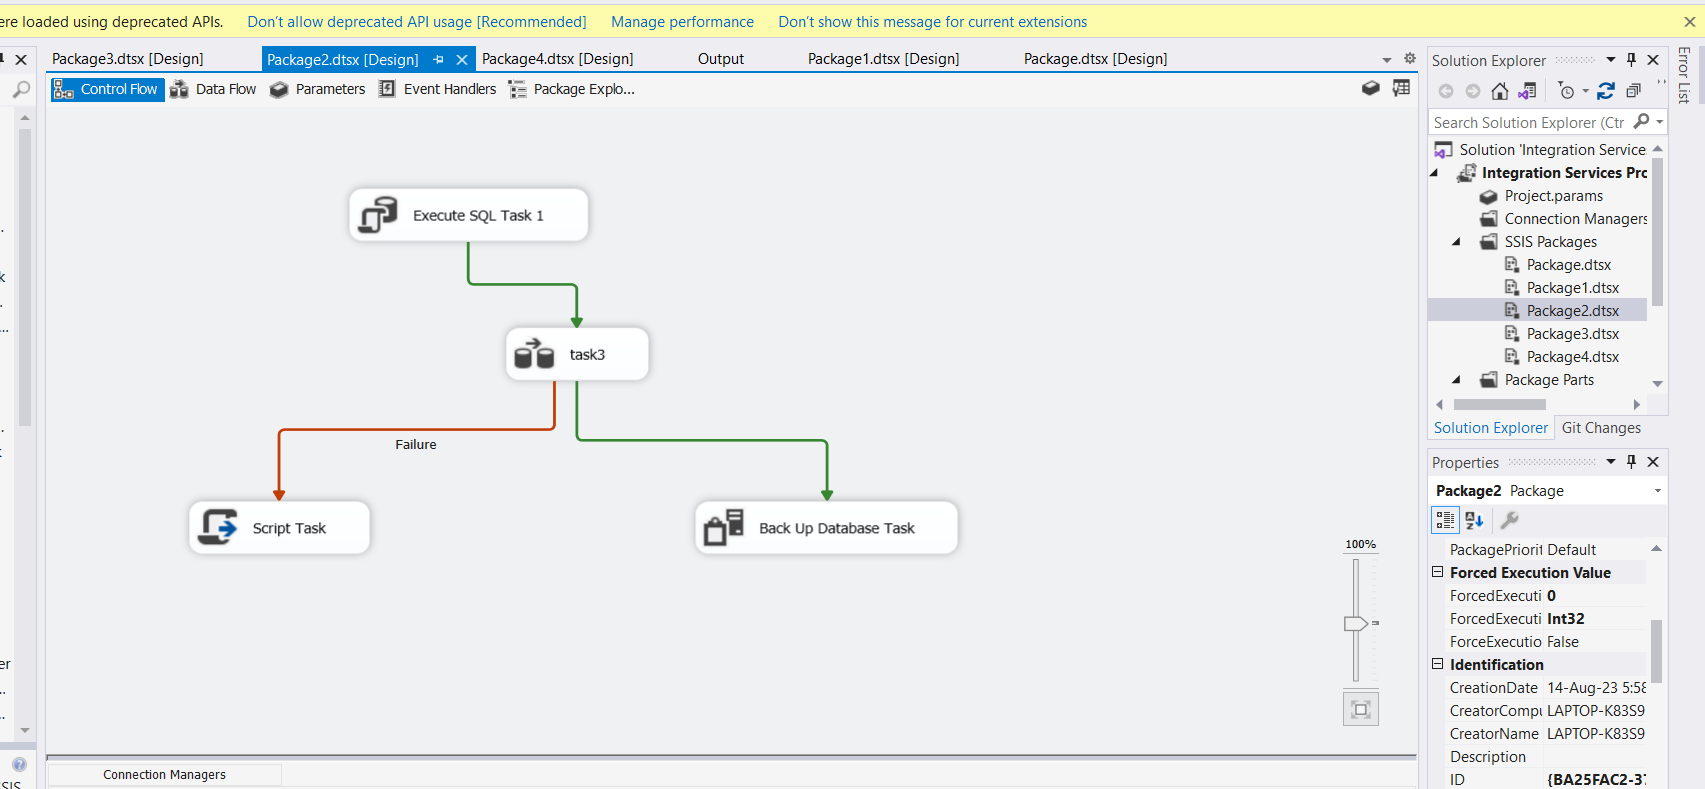 ere loaded using deprecated APIs. Don't allow deprecated API usage [Recommended] Manage performance Don't show this message for current extensions
Package3.dtsx [Design] Package2.dtsx [Design] Package4.dtsx [Design] Output Package1.dtsx [Design] Package.dtsx [Design]
Control Flow Data Flow Parameters Event Handlers Package Explo...
Execute SQL Task 1
task3
Failure
Script Task
Back Up Database Task
100%
Connection Managers
Solution Explorer
Search Solution Explorer (Ctr
Solution 'Integration Service
Integration Services Pro
Project.params
Connection Managers
SSIS Packages
Package.dtsx
Package1.dtsx
Package2.dtsx
Package3.dtsx
Package4.dtsx
Package Parts
Solution Explorer Git Changes
Properties
Package2 Package
PackagePriorit Default
Forced Execution Value
ForcedExecuti 0
ForcedExecuti Int32
ForceExecutio False
Identification
CreationDate 14-Aug-23 5:58
CreatorCompu LAPTOP-K83S9
CreatorName LAPTOP-K83S9
Description
ID {BA25FAC2-37
Error List